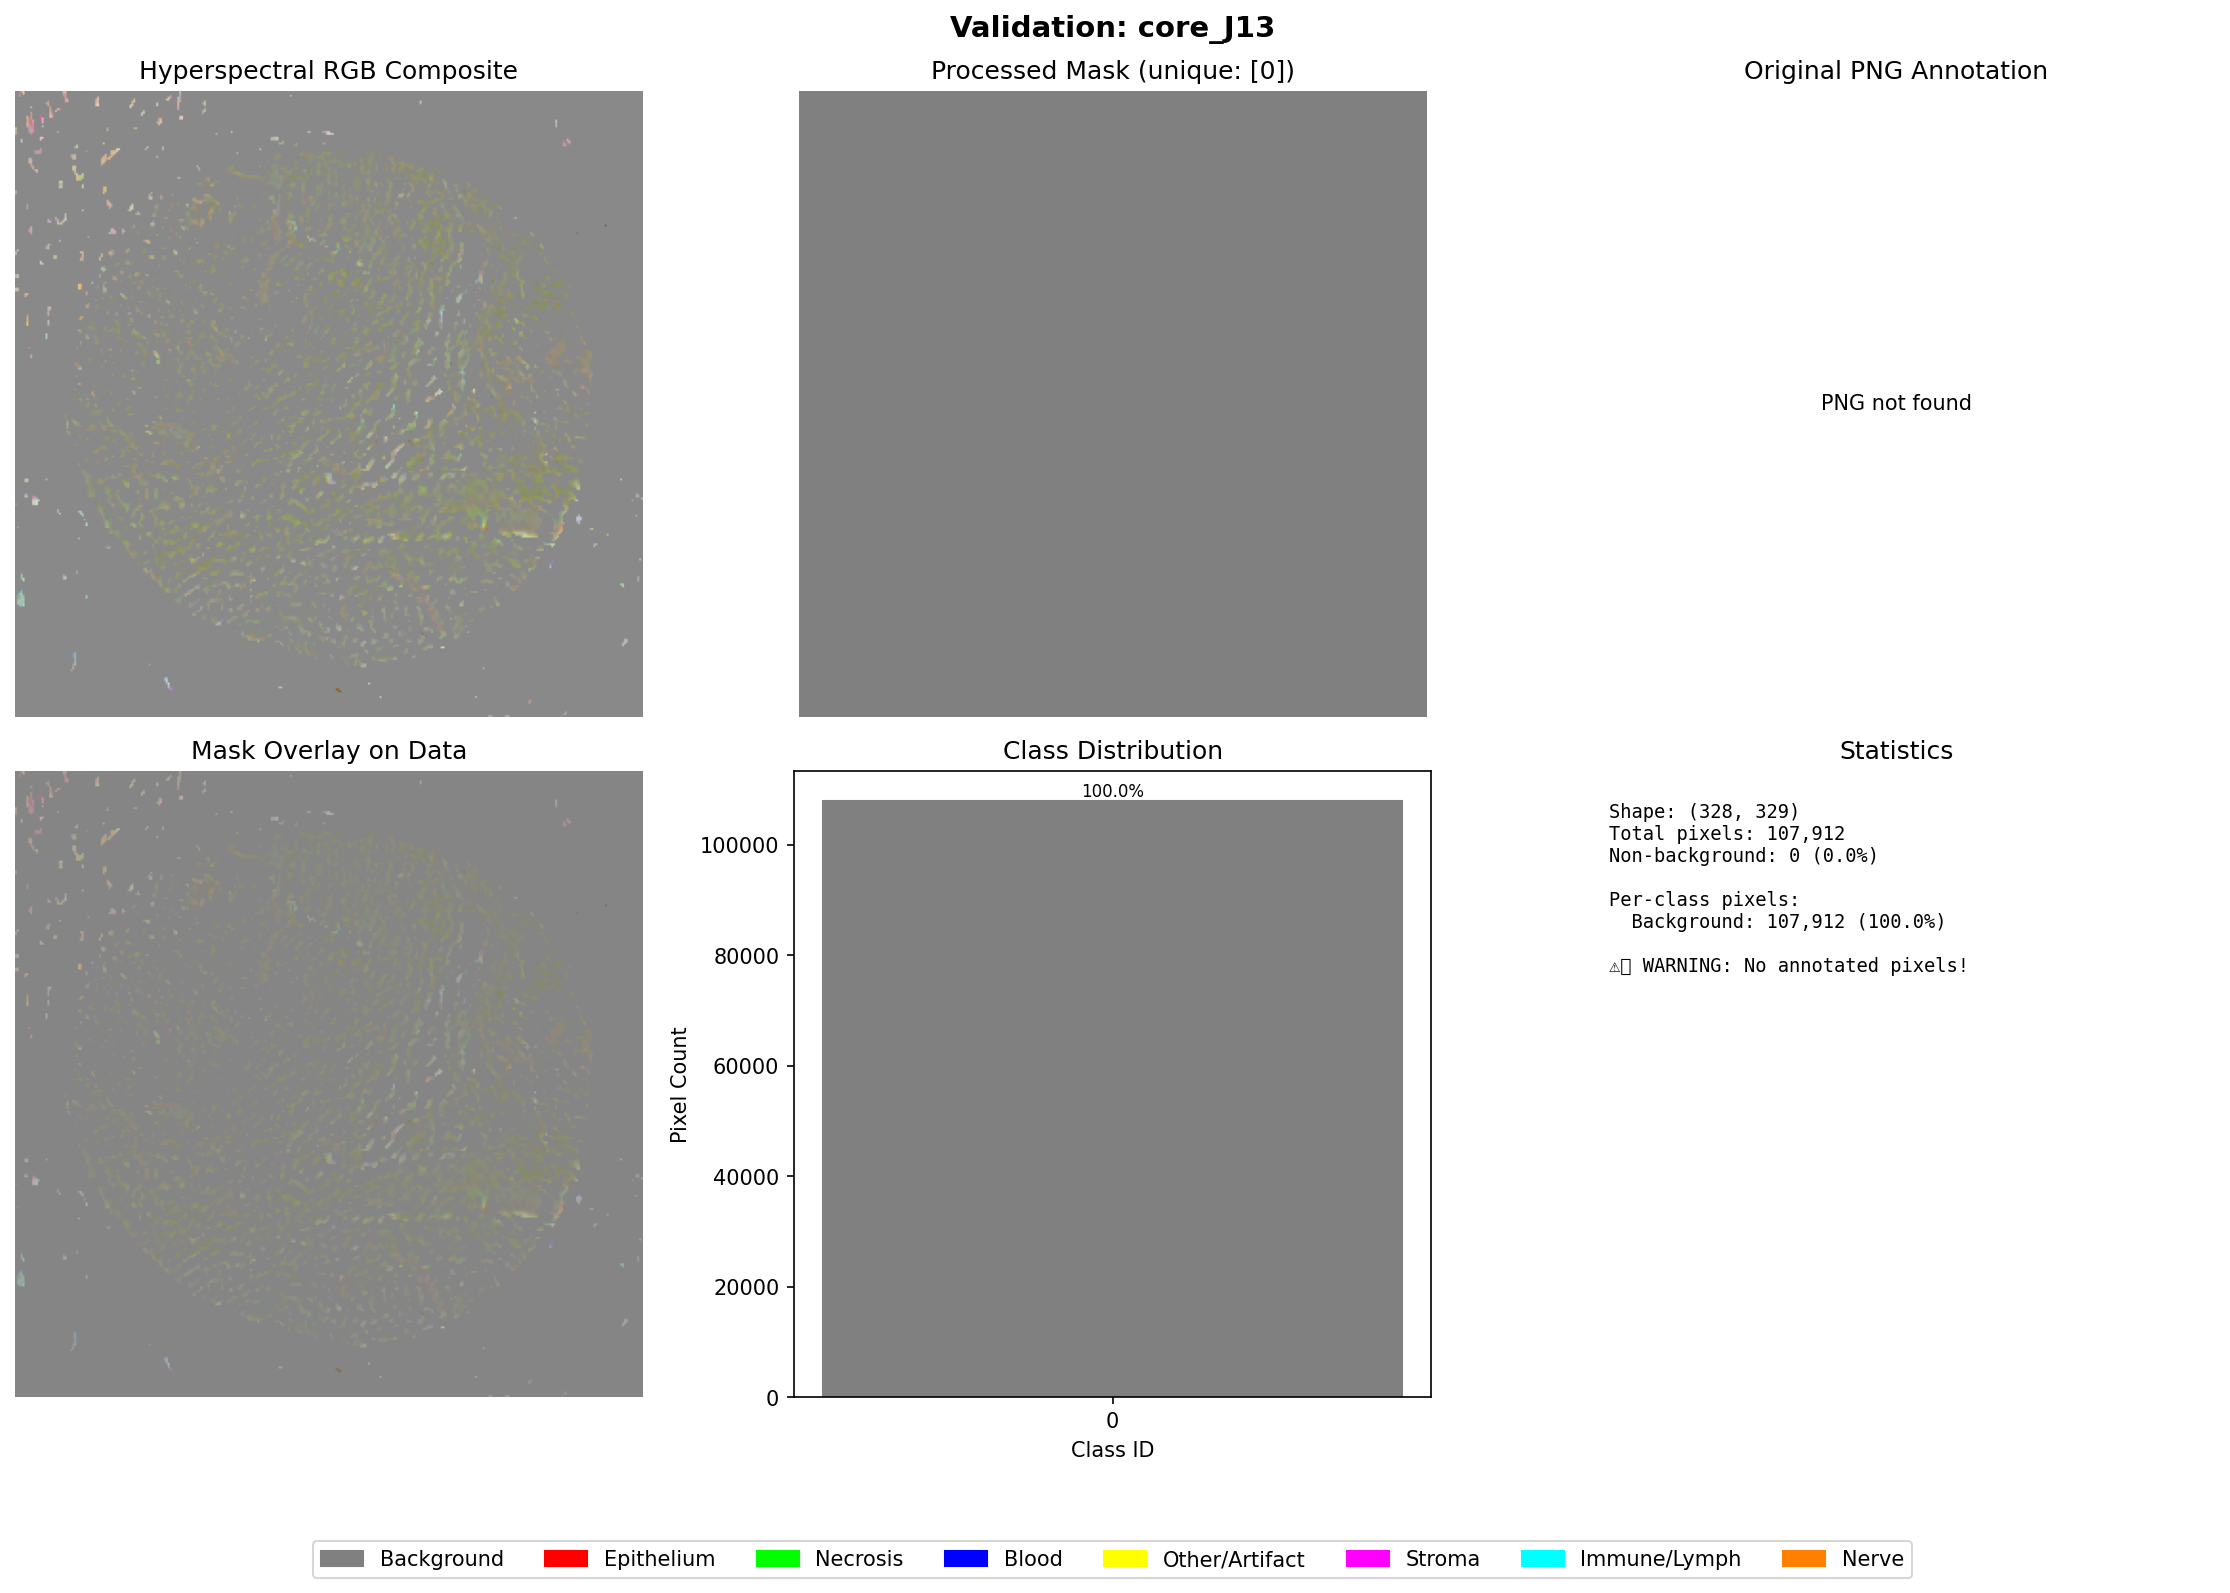 Validation: core_J13
Hyperspectral RGB Composite
Processed Mask (unique: [0])
Original PNG Annotation
PNG not found
Mask Overlay on Data
Class Distribution
100.0%
100000
80000
60000
40000
20000
0
Pixel Count
0
Class ID
Statistics
Shape: (328, 329)
Total pixels: 107,912
Non-background: 0 (0.0%)
Per-class pixels:
Background: 107,912 (100.0%)
⚠️ WARNING: No annotated pixels!
Background Epithelium Necrosis Blood Other/Artifact Stroma Immune/Lymph Nerve